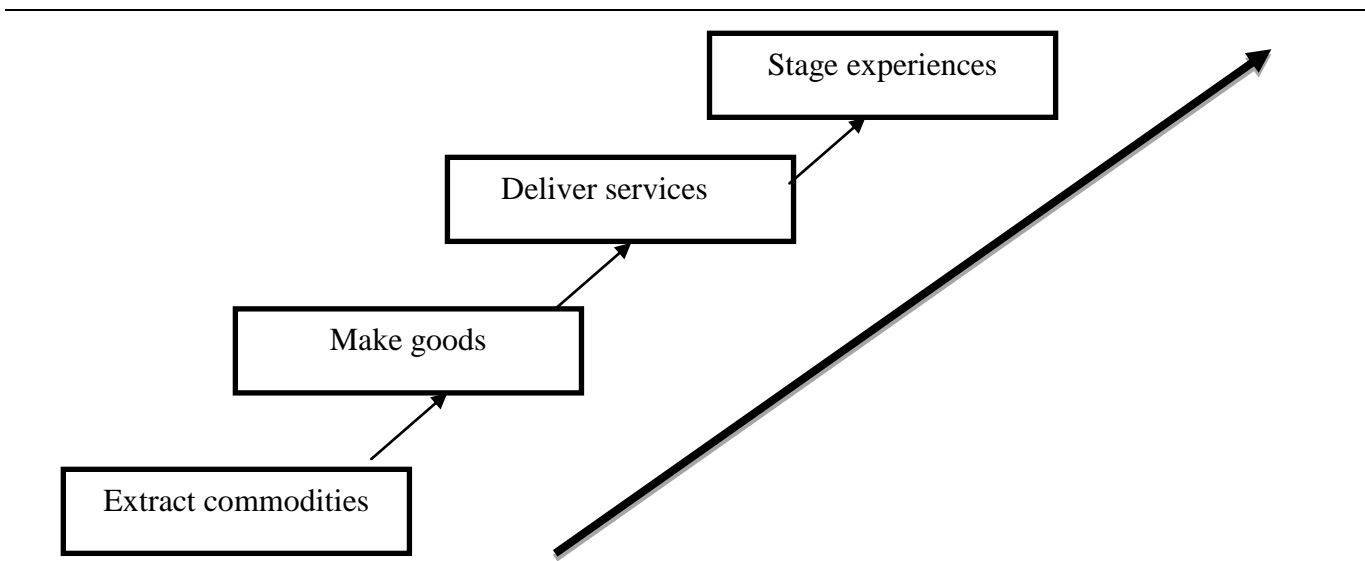 Stage experiences
Deliver services
Make goods
Extract commodities